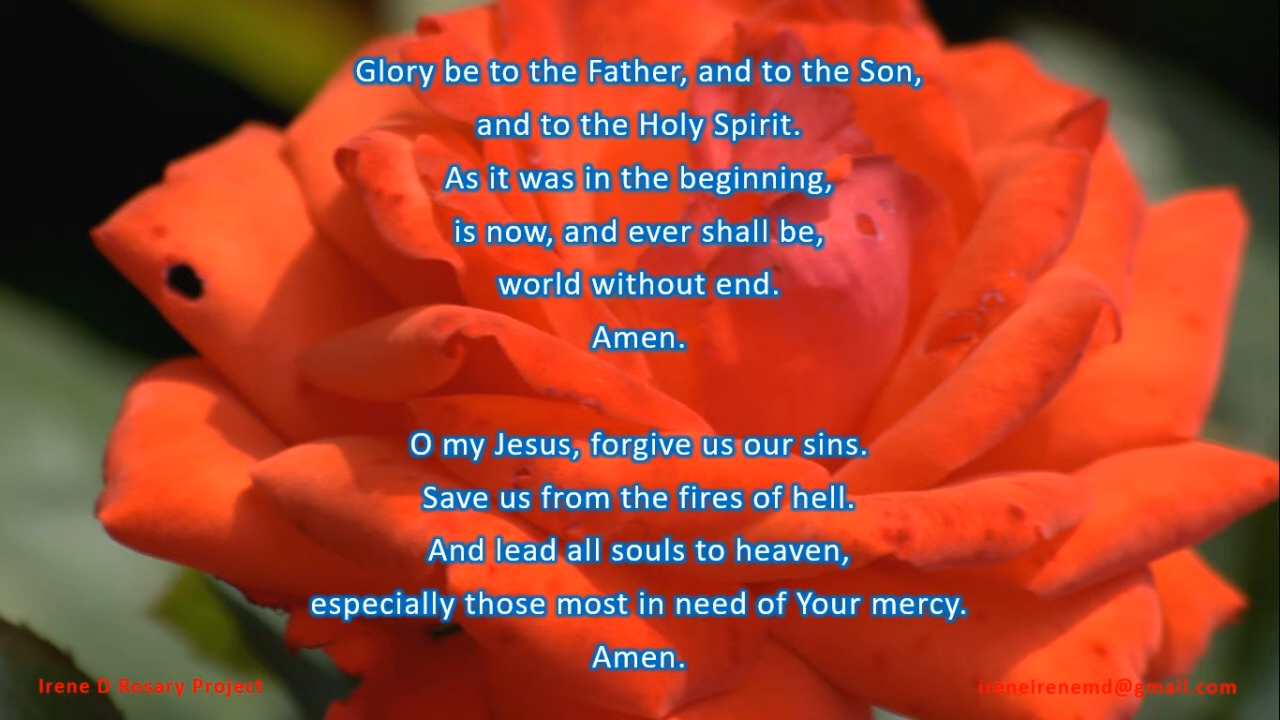 Glory be to the Father, and to the Son,
and to the Holy Spirit.
As it was in the beginning,
is now, and ever shall be,
world without end.
Amen.
O my Jesus, forgive us our sins.
Save us from the fires of hell.
And lead all souls to heaven,
especially those most in need of Your mercy.
Amen.
Irene D Rosary Project
ireneirenemd@gmail.com